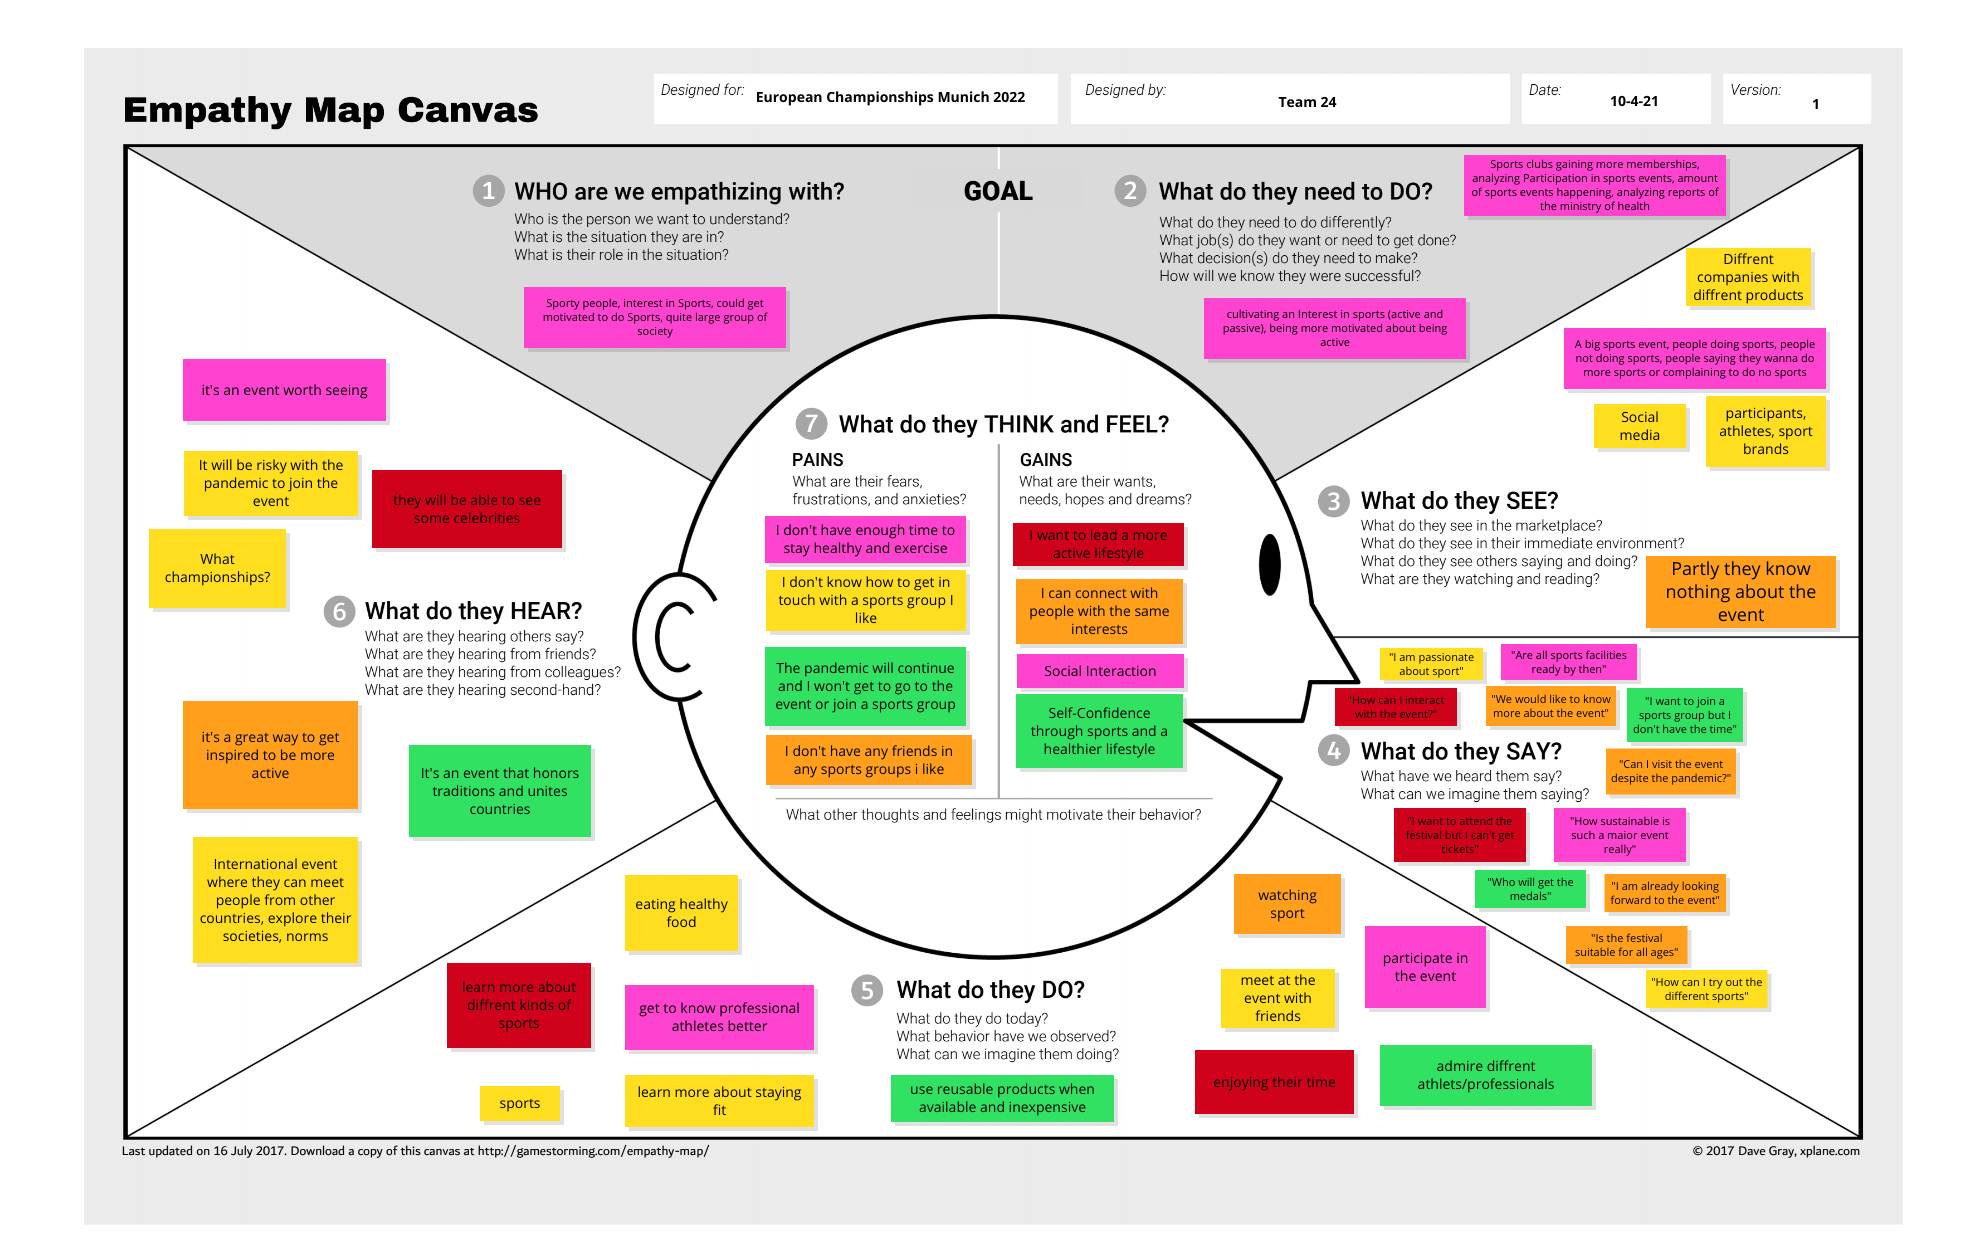 Empathy Map Canvas
Designed for:
European Championships Munich 2022
Designed by:
Team 24
Date:
10-4-21
Version:
1
1
WHO are we empathizing with?
Who is the person we want to understand?
What is the situation they are in?
What is their role in the situation?
Sporty people, interest in Sports, could get
motivated to do Sports, quite large group of
society
GOAL
2
What do they need to DO?
What do they need to do differently?
What job(s) do they want or need to get done?
What decision(s) do they need to make?
How will we know they were successful?
Sports clubs gaining more memberships,
analyzing Participation in sports events, amount
of sports events happening, analyzing reports of
the ministry of health
cultivating an Interest in sports (active and
passive), being more motivated about being
active
Diffrent
companies with
diffrent products
A big sports event, people doing sports, people
not doing sports, people saying they wanna do
more sports or complaining to do no sports
Social
media
participants,
athletes, sport
brands
3
What do they SEE?
What do they see in the marketplace?
What do they see in their immediate environment?
What do they see others saying and doing?
What are they watching and reading?
Partly they know
nothing about the
event
"I am passionate
about sport"
"Are all sports facilities
ready by then"
"How can I interact
with the event?"
"We would like to know
more about the event"
"I want to join a
sports group but I
don't have the time"
4
What do they SAY?
What have we heard them say?
What can we imagine them saying?
"Can I visit the event
despite the pandemic?"
"I want to attend the
festival but I can't get
tickets"
"How sustainable is
such a maior event
really"
"Who will get the
medals"
"I am already looking
forward to the event"
"Is the festival
suitable for all ages"
"How can I try out the
different sports"
5
What do they DO?
What do they do today?
What behavior have we observed?
What can we imagine them doing?
use reusable products when
available and inexpensive
eating healthy
food
learn more about
diffrent kinds of
sports
get to know professional
athletes better
sports
learn more about staying
fit
watching
sport
participate in
the event
meet at the
event with
friends
enjoying their time
admire diffrent
athlets/professionals
6
What do they HEAR?
What are they hearing others say?
What are they hearing from friends?
What are they hearing from colleagues?
What are they hearing second-hand?
it's an event worth seeing
It will be risky with the
pandemic to join the
event
they will be able to see
some celebrities
What
championships?
it's a great way to get
inspired to be more
active
It's an event that honors
traditions and unites
countries
International event
where they can meet
people from other
countries, explore their
societies, norms
7
What do they THINK and FEEL?
PAINS
What are their fears,
frustrations, and anxieties?
I don't have enough time to
stay healthy and exercise
I don't know how to get in
touch with a sports group I
like
The pandemic will continue
and I won't get to go to the
event or join a sports group
I don't have any friends in
any sports groups i like
GAINS
What are their wants,
needs, hopes and dreams?
I want to lead a more
active lifestyle
I can connect with
people with the same
interests
Social Interaction
Self-Confidence
through sports and a
healthier lifestyle
What other thoughts and feelings might motivate their behavior?
Last updated on 16 July 2017. Download a copy of this canvas at http://gamestorming.com/empathy-map/
© 2017 Dave Gray, xplane.com